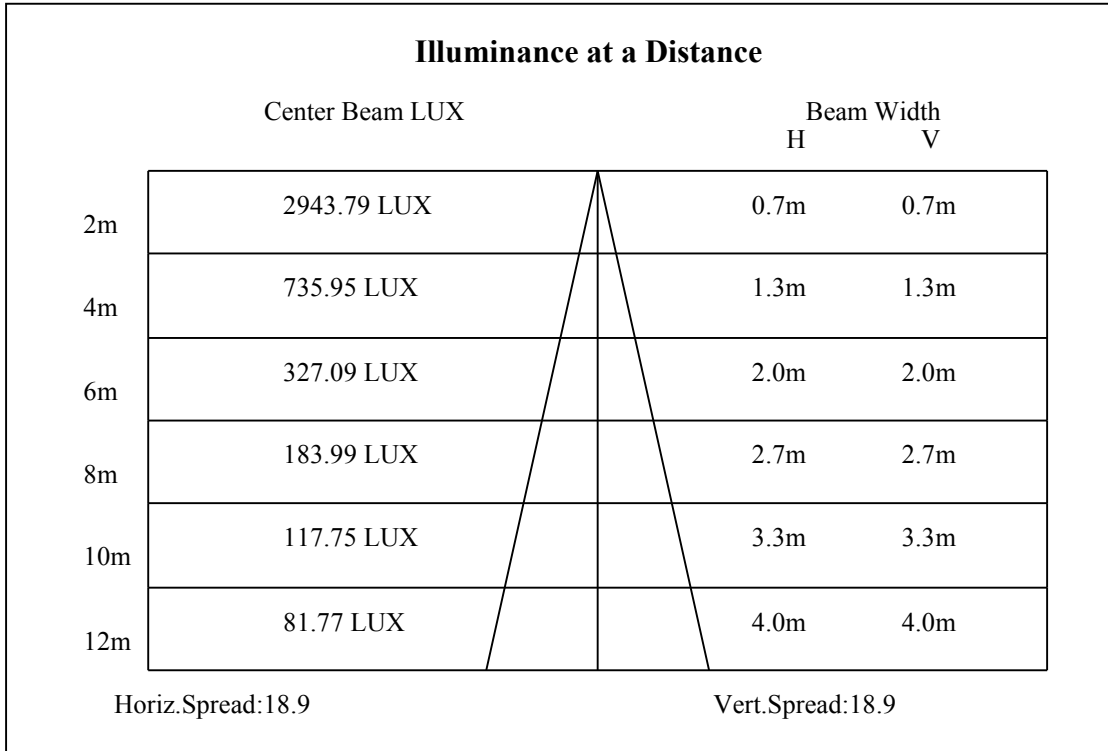 Illuminance at a Distance
Center Beam LUX Beam Width
H V
2m 2943.79 LUX 0.7m 0.7m
4m 735.95 LUX 1.3m 1.3m
6m 327.09 LUX 2.0m 2.0m
8m 183.99 LUX 2.7m 2.7m
10m 117.75 LUX 3.3m 3.3m
12m 81.77 LUX 4.0m 4.0m
Horiz.Spread:18.9 Vert.Spread:18.9